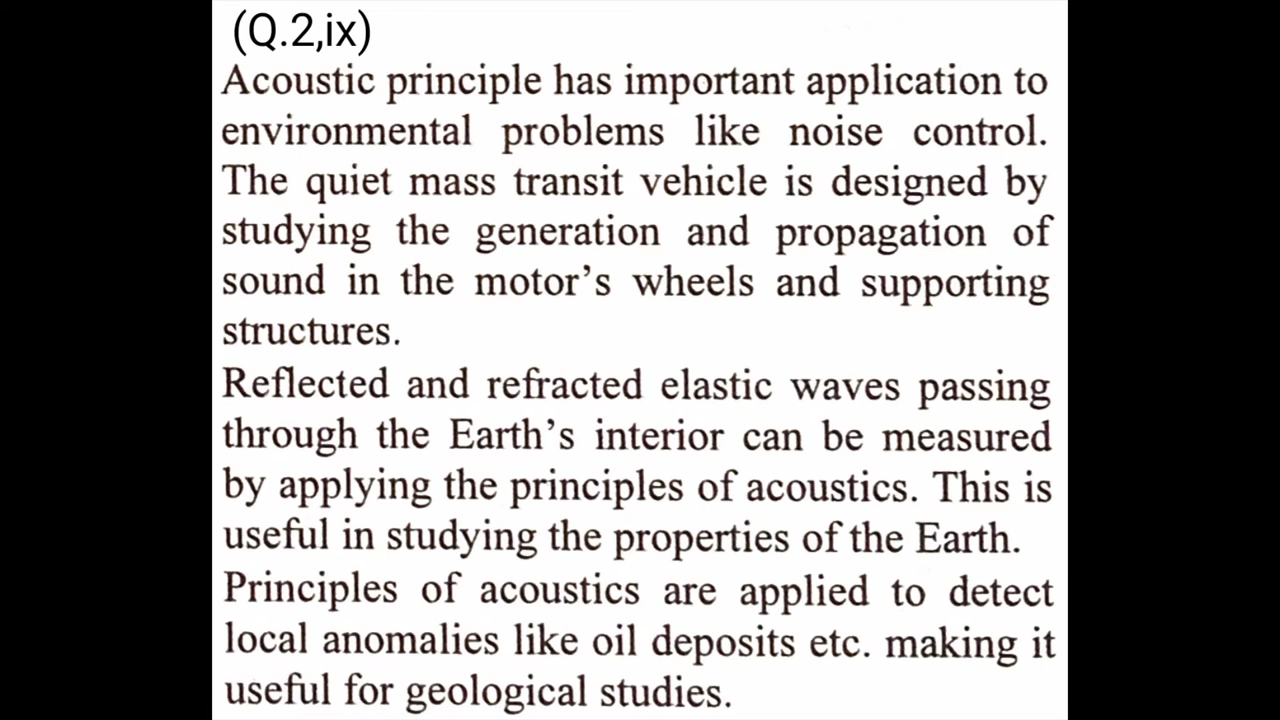 (Q.2,ix)
Acoustic principle has important application to
environmental problems like noise control.
The quiet mass transit vehicle is designed by
studying the generation and propagation of
sound in the motor's wheels and supporting
structures.
Reflected and refracted elastic waves passing
through the Earth's interior can be measured
by applying the principles of acoustics. This is
useful in studying the properties of the Earth.
Principles of acoustics are applied to detect
local anomalies like oil deposits etc. making it
useful for geological studies.